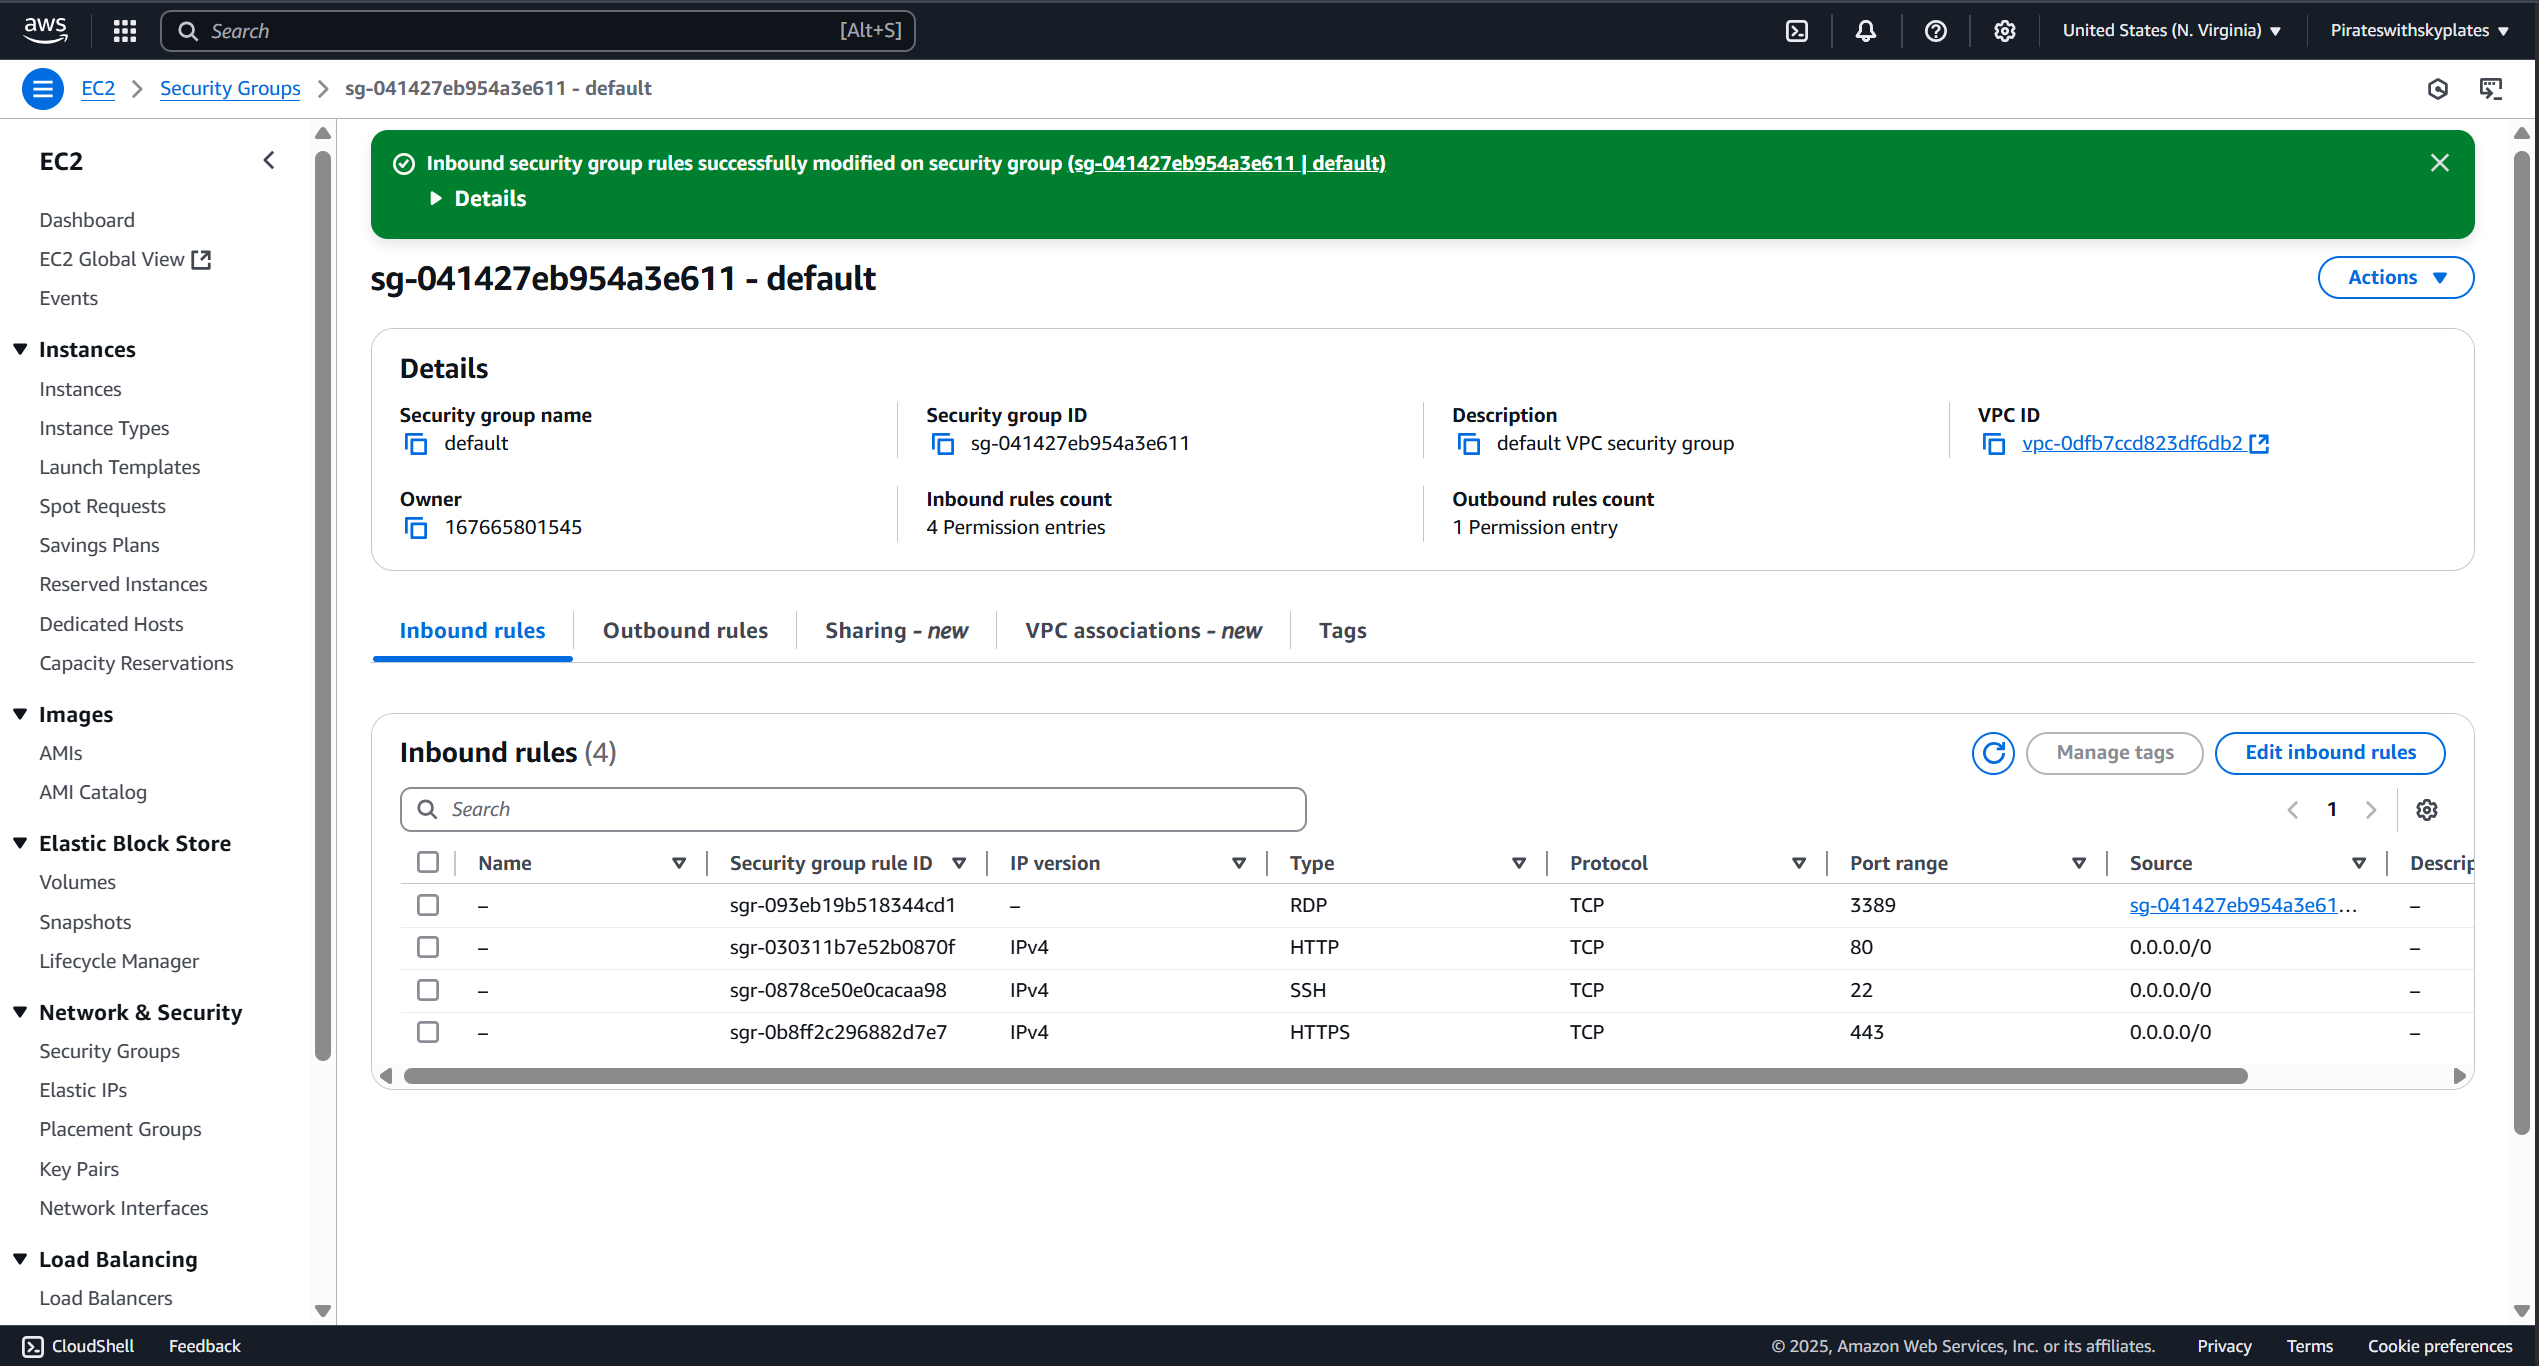 aws
Search
[Alt+S]
United States (N. Virginia)
Pirateswithskyplates
EC2
Security Groups
sg-041427eb954a3e611 - default
EC2
Dashboard
EC2 Global View
Events
Instances
Instances
Instance Types
Launch Templates
Spot Requests
Savings Plans
Reserved Instances
Dedicated Hosts
Capacity Reservations
Images
AMIs
AMI Catalog
Elastic Block Store
Volumes
Snapshots
Lifecycle Manager
Network & Security
Security Groups
Elastic IPs
Placement Groups
Key Pairs
Network Interfaces
Load Balancing
Load Balancers
Inbound security group rules successfully modified on security group (sg-041427eb954a3e611 | default)
Details
sg-041427eb954a3e611 - default
Actions
Details
Security group name
default
Security group ID
sg-041427eb954a3e611
Description
default VPC security group
VPC ID
vpc-0dfb7ccd823df6db2
Owner
167665801545
Inbound rules count
4 Permission entries
Outbound rules count
1 Permission entry
Inbound rules
Outbound rules
Sharing - new
VPC associations - new
Tags
Inbound rules (4)
Manage tags
Edit inbound rules
Search
1
Name Security group rule ID IP version Type Protocol Port range Source Descrip
– sgr-093eb19b518344cd1 – RDP TCP 3389 sg-041427eb954a3e61... –
– sgr-030311b7e52b0870f IPv4 HTTP TCP 80 0.0.0.0/0 –
– sgr-0878ce50e0cacaa98 IPv4 SSH TCP 22 0.0.0.0/0 –
– sgr-0b8ff2c296882d7e7 IPv4 HTTPS TCP 443 0.0.0.0/0 –
CloudShell
Feedback
© 2025, Amazon Web Services, Inc. or its affiliates.
Privacy
Terms
Cookie preferences